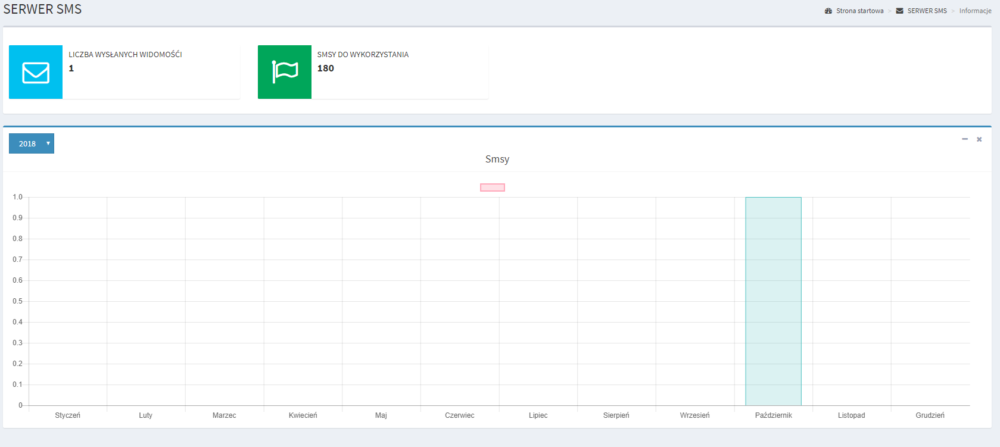 SERWER SMS
Strona startowa > SERWER SMS > Informacje
LICZBA WYSŁANYCH WIDOMOŚĆI
1
SMSY DO WYKORZYSTANIA
180
2018
Smsy
1.0
0.9
0.8
0.7
0.6
0.5
0.4
0.3
0.2
0.1
0
Styczeń Luty Marzec Kwiecień Maj Czerwiec Lipiec Sierpień Wrzesień Październik Listopad Grudzień